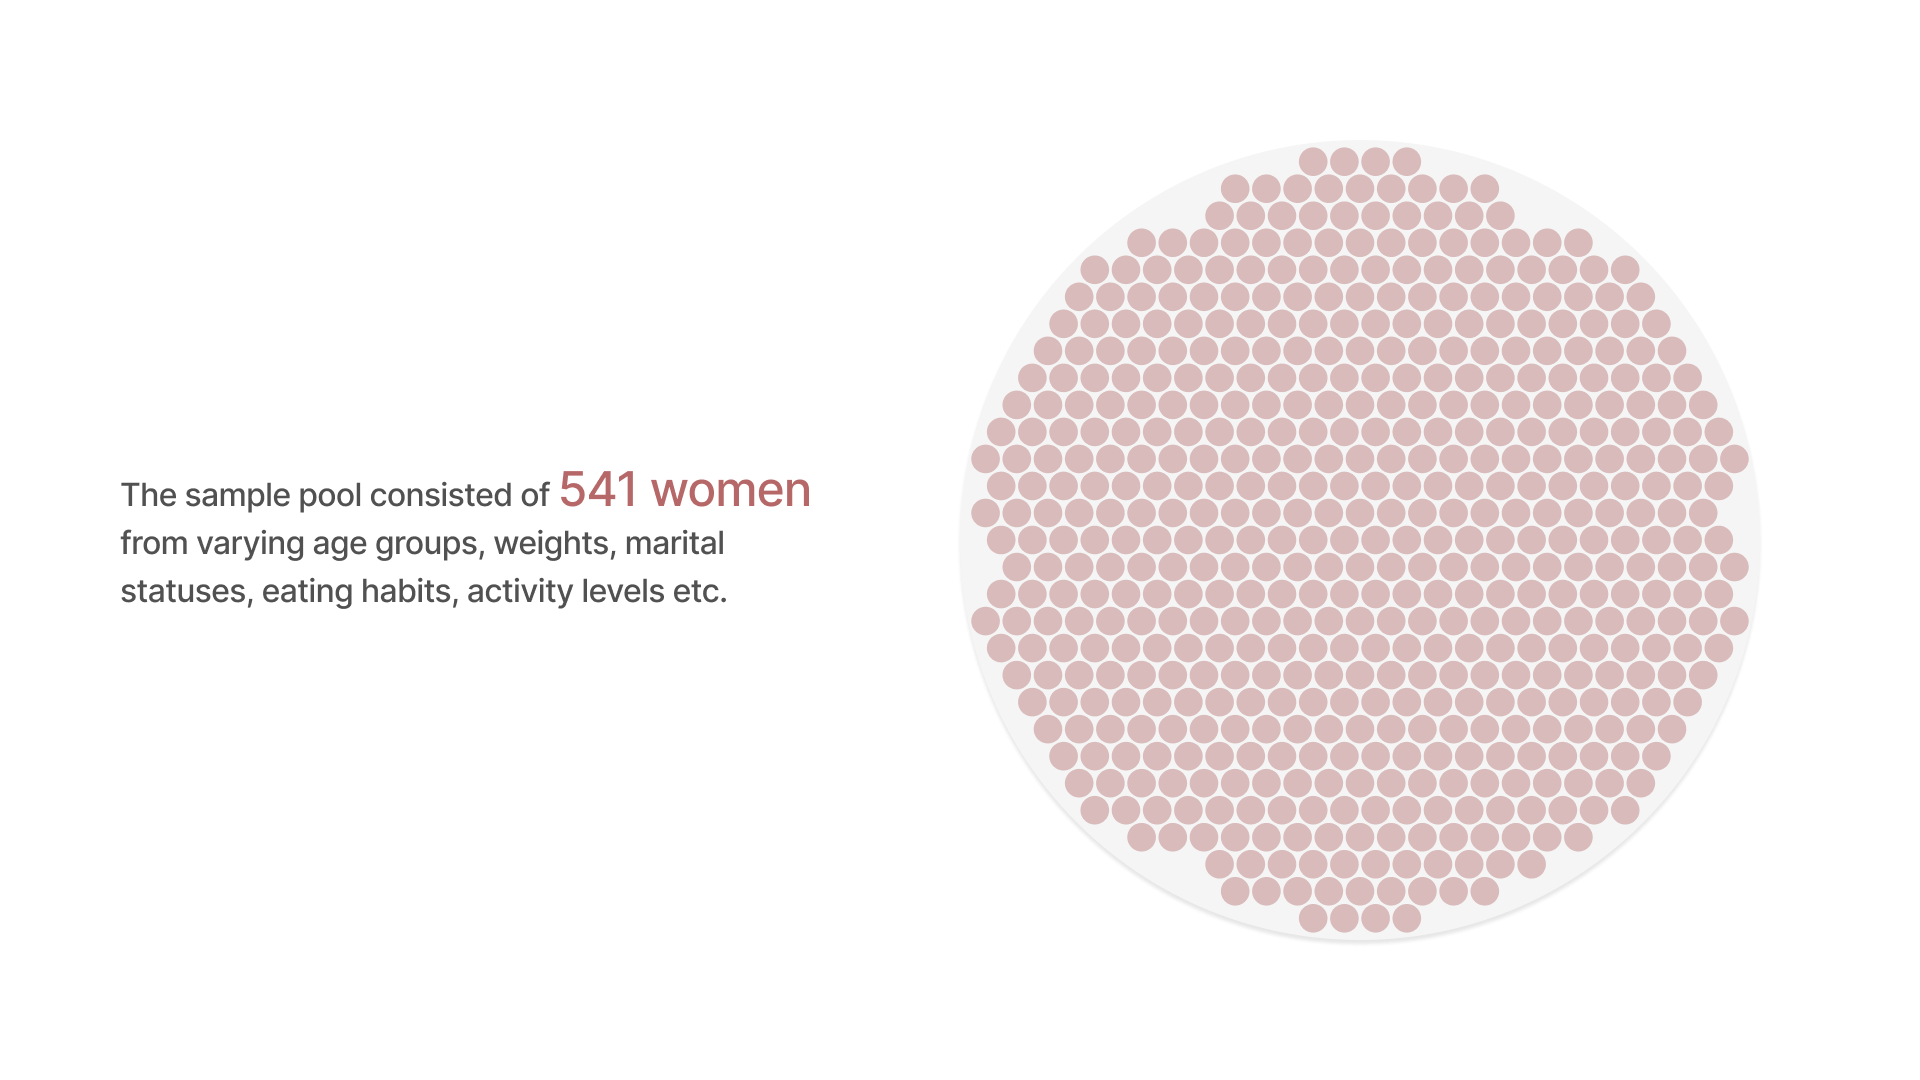 The sample pool consisted of 541 women
from varying age groups, weights, marital
statuses, eating habits, activity levels etc.